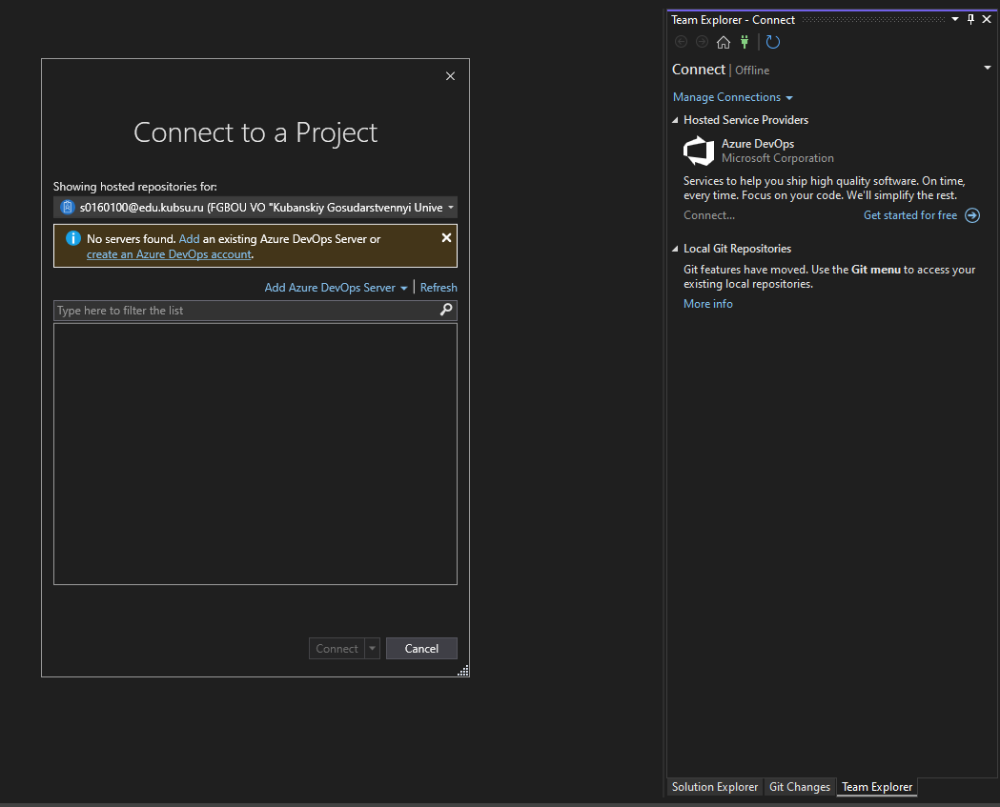 Connect to a Project
Showing hosted repositories for:
s0160100@edu.kubsu.ru (FGBOU VO "Kubanskiy Gosudarstvennyi Unive
No servers found. Add an existing Azure DevOps Server or
create an Azure DevOps account.
Add Azure DevOps Server | Refresh
Type here to filter the list
Connect Cancel
Team Explorer - Connect
Connect | Offline
Manage Connections
Hosted Service Providers
Azure DevOps
Microsoft Corporation
Services to help you ship high quality software. On time,
every time. Focus on your code. We'll simplify the rest.
Connect... Get started for free
Local Git Repositories
Git features have moved. Use the Git menu to access your
existing local repositories.
More info
Solution Explorer Git Changes Team Explorer